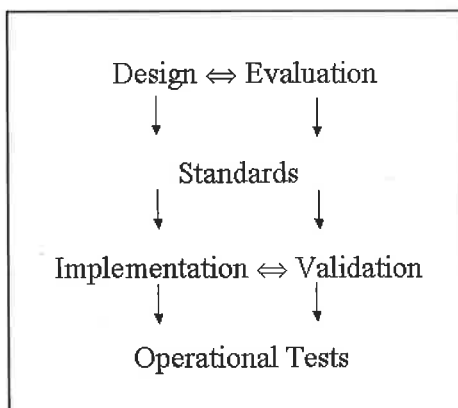 Design ⇔ Evaluation
Standards
Implementation ⇔ Validation
Operational Tests